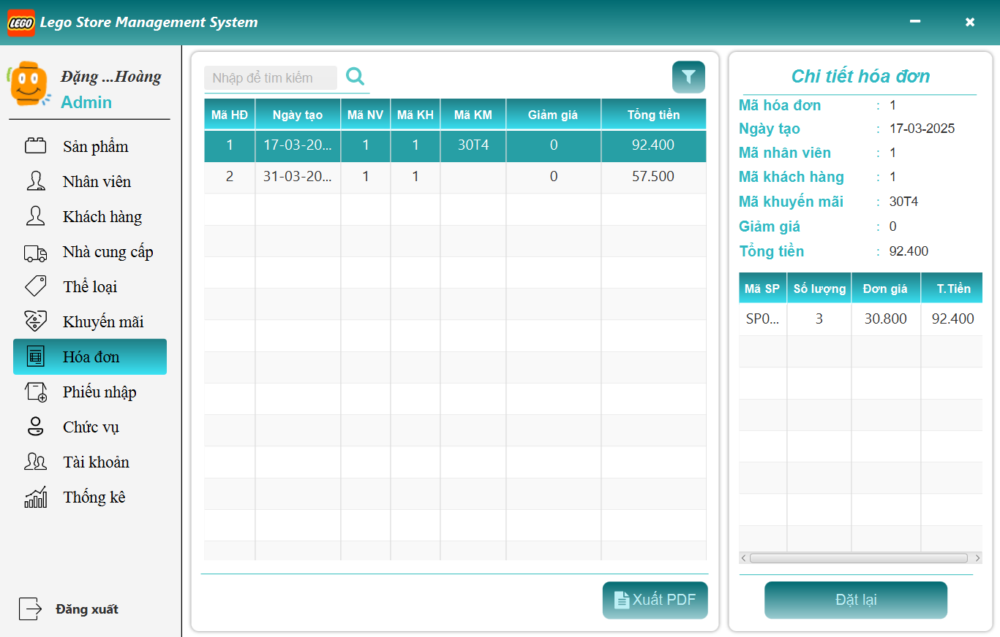 LEGO Lego Store Management System
Đặng ...Hoàng
Admin
Sản phẩm
Nhân viên
Khách hàng
Nhà cung cấp
Thể loại
Khuyến mãi
Hóa đơn
Phiếu nhập
Chức vụ
Tài khoản
Thống kê
Đăng xuất
Nhập để tìm kiếm
Mã HĐ Ngày tạo Mã NV Mã KH Mã KM Giảm giá Tổng tiền
1 17-03-20... 1 1 30T4 0 92.400
2 31-03-20... 1 1 0 57.500
Xuất PDF
Chi tiết hóa đơn
Mã hóa đơn : 1
Ngày tạo : 17-03-2025
Mã nhân viên : 1
Mã khách hàng : 1
Mã khuyến mãi : 30T4
Giảm giá : 0
Tổng tiền : 92.400
Mã SP Số lượng Đơn giá T.Tiền
SP0... 3 30.800 92.400
Đặt lại